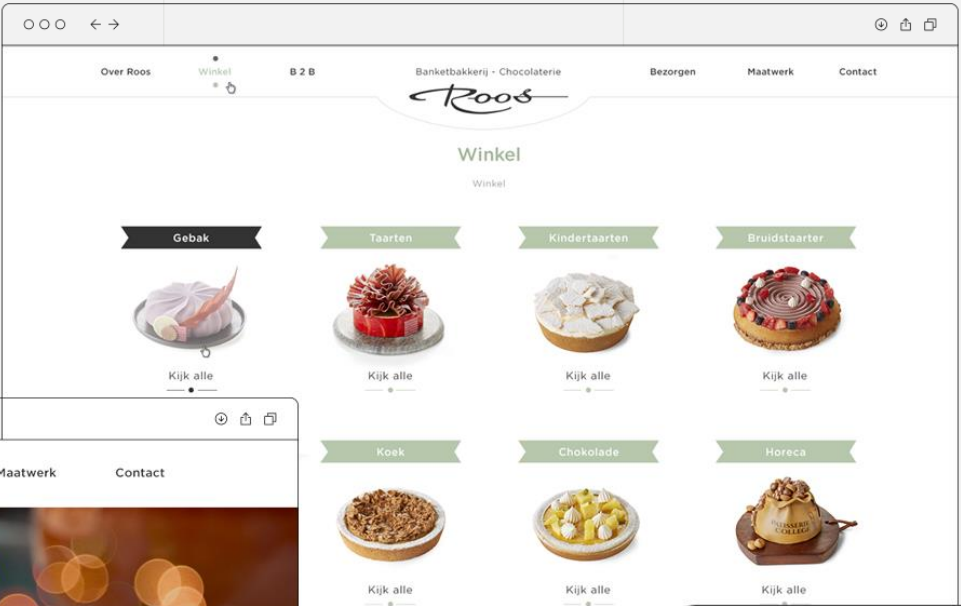 Over Roos
Winkel
B 2 B
Banketbakkerij - Chocolaterie
Roos
Bezorgen
Maatwerk
Contact
Winkel
Winkel
Gebak
Taarten
Kindertaarten
Bruidstaarter
Kijk alle
Kijk alle
Kijk alle
Kijk alle
Maatwerk
Contact
Koek
Chokolade
Horeca
PATISSERIE
COLLEGE
Kijk alle
Kijk alle
Kijk alle